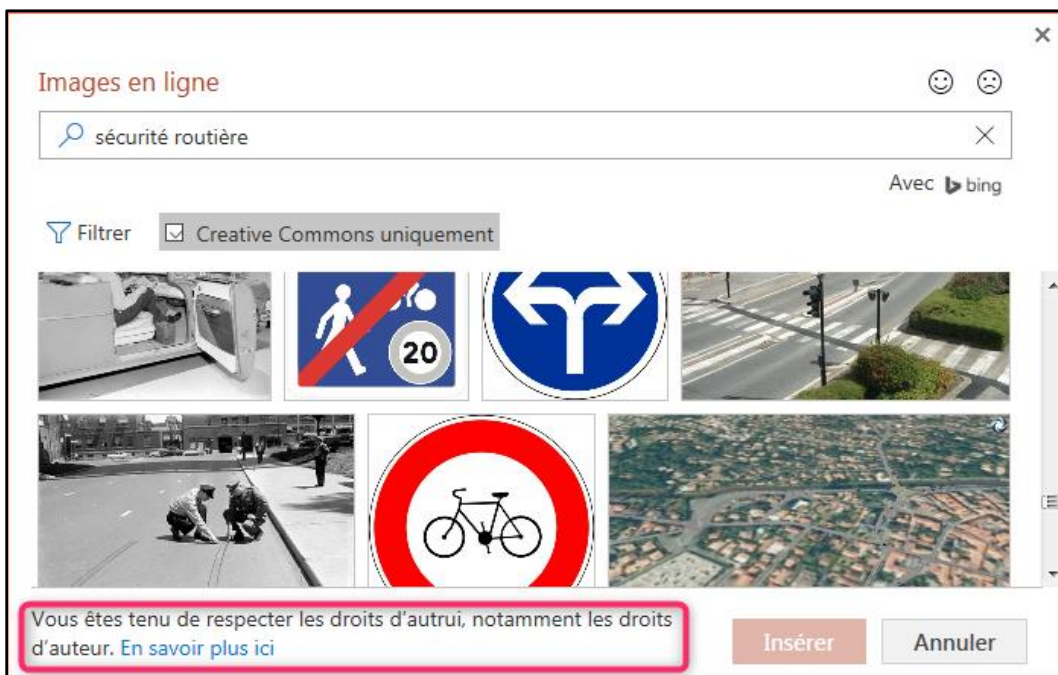 Images en ligne
sécurité routière
Avec bing
Filtrer Creative Commons uniquement
20
Vous êtes tenu de respecter les droits d'autrui, notamment les droits
d'auteur. En savoir plus ici
Insérer Annuler